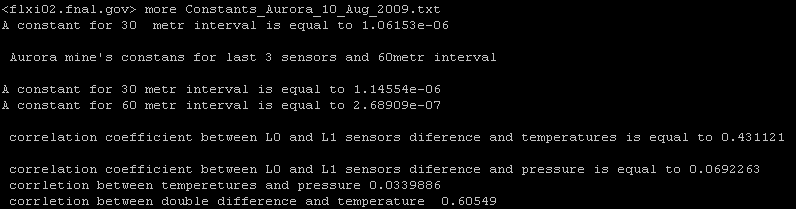 <flxi02.fnal.gov> more Constants_Aurora_10_Aug_2009.txt
A constant for 30  metr interval is equal to 1.06153e-06
Aurora mine's constans for last 3 sensors and 60metr interval
A constant for 30 metr interval is equal to 1.14554e-06
A constant for 60 metr interval is equal to 2.68909e-07
correlation coefficient between L0 and L1 sensors diference and temperatures is equal to 0.431121
correlation coefficient between L0 and L1 sensors diference and pressure is equal to 0.0692263
corrletion between temperetures and pressure 0.0339886
correlation between double difference and temperature  0.60549